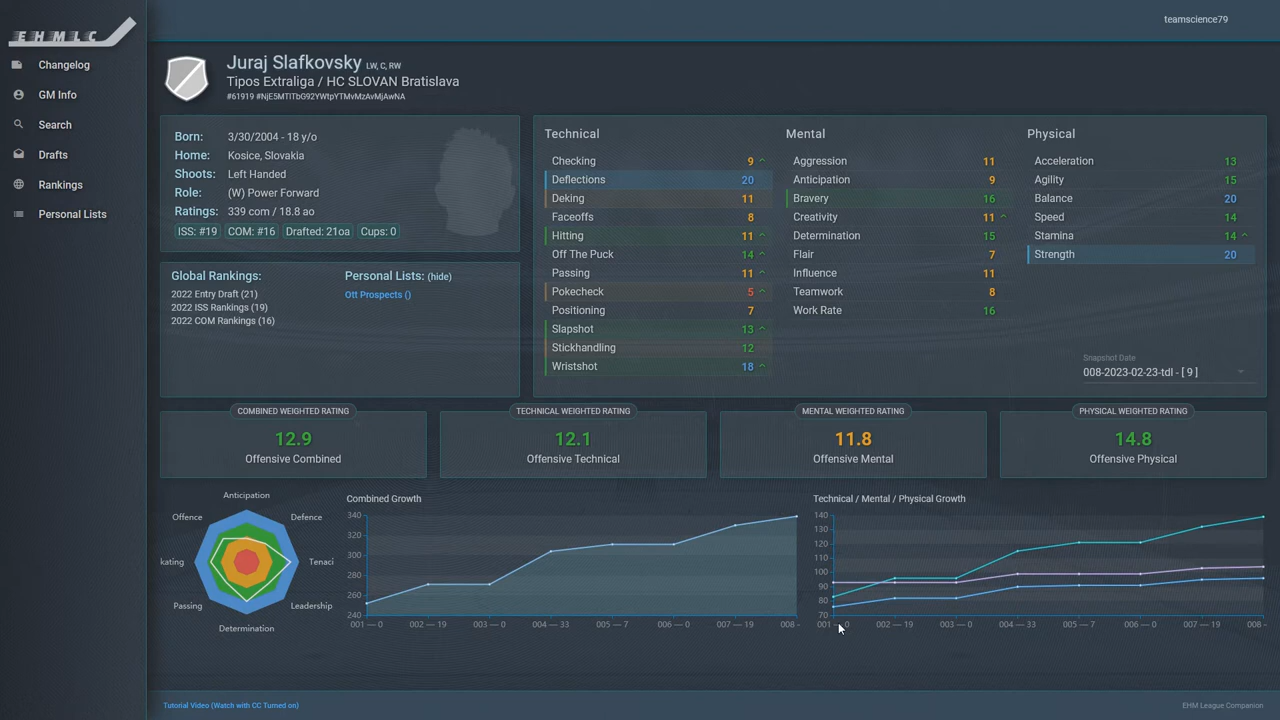 EHMLC
teamscience79
Changelog
GM Info
Search
Drafts
Rankings
Personal Lists
Juraj Slafkovsky LW, C, RW
Tipos Extraliga / HC SLOVAN Bratislava
#61919 #NjE5MTITbG92YWtpYTMvMzAvMjAwNA
Born: 3/30/2004 - 18 y/o
Home: Kosice, Slovakia
Shoots: Left Handed
Role: (W) Power Forward
Ratings: 339 com / 18.8 ao
ISS: #19 COM: #16 Drafted: 21oa Cups: 0
Global Rankings:
2022 Entry Draft (21)
2022 ISS Rankings (19)
2022 COM Rankings (16)
Personal Lists: (hide)
Ott Prospects ()
Technical
Checking 9
Deflections 20
Deking 11
Faceoffs 8
Hitting 11
Off The Puck 14
Passing 11
Pokecheck 5
Positioning 7
Slapshot 13
Stickhandling 12
Wristshot 18
Mental
Aggression 11
Anticipation 9
Bravery 16
Creativity 11
Determination 15
Flair 7
Influence 11
Teamwork 8
Work Rate 16
Physical
Acceleration 13
Agility 15
Balance 20
Speed 14
Stamina 14
Strength 20
Snapshot Date
008-2023-02-23-tdl - [ 9 ]
COMBINED WEIGHTED RATING
12.9
Offensive Combined
TECHNICAL WEIGHTED RATING
12.1
Offensive Technical
MENTAL WEIGHTED RATING
11.8
Offensive Mental
PHYSICAL WEIGHTED RATING
14.8
Offensive Physical
Anticipation
Offence Defence
kating Tenaci
Passing Leadership
Determination
Combined Growth
340
320
300
280
260
240
001 — 0 002 — 19 003 — 0 004 — 33 005 — 7 006 — 0 007 — 19 008 -
Technical / Mental / Physical Growth
140
130
120
110
100
90
80
70
001 — 0 002 — 19 003 — 0 004 — 33 005 — 7 006 — 0 007 — 19 008 -
Tutorial Video (Watch with CC Turned on)
EHM League Companion